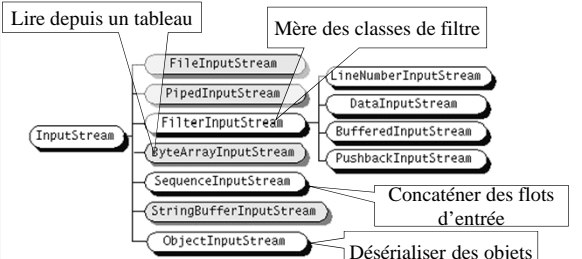 Lire depuis un tableau
Mère des classes de filtre
FileInputStream
PipedInputStream
FilterInputStream
InputStream
ByteArrayInputStream
SequenceInputStream
StringBufferInputStream
ObjectInputStream
LineNumberInputStream
DataInputStream
BufferedInputStream
PushbackInputStream
Concaténer des flots
d'entrée
Désérialiser des objets